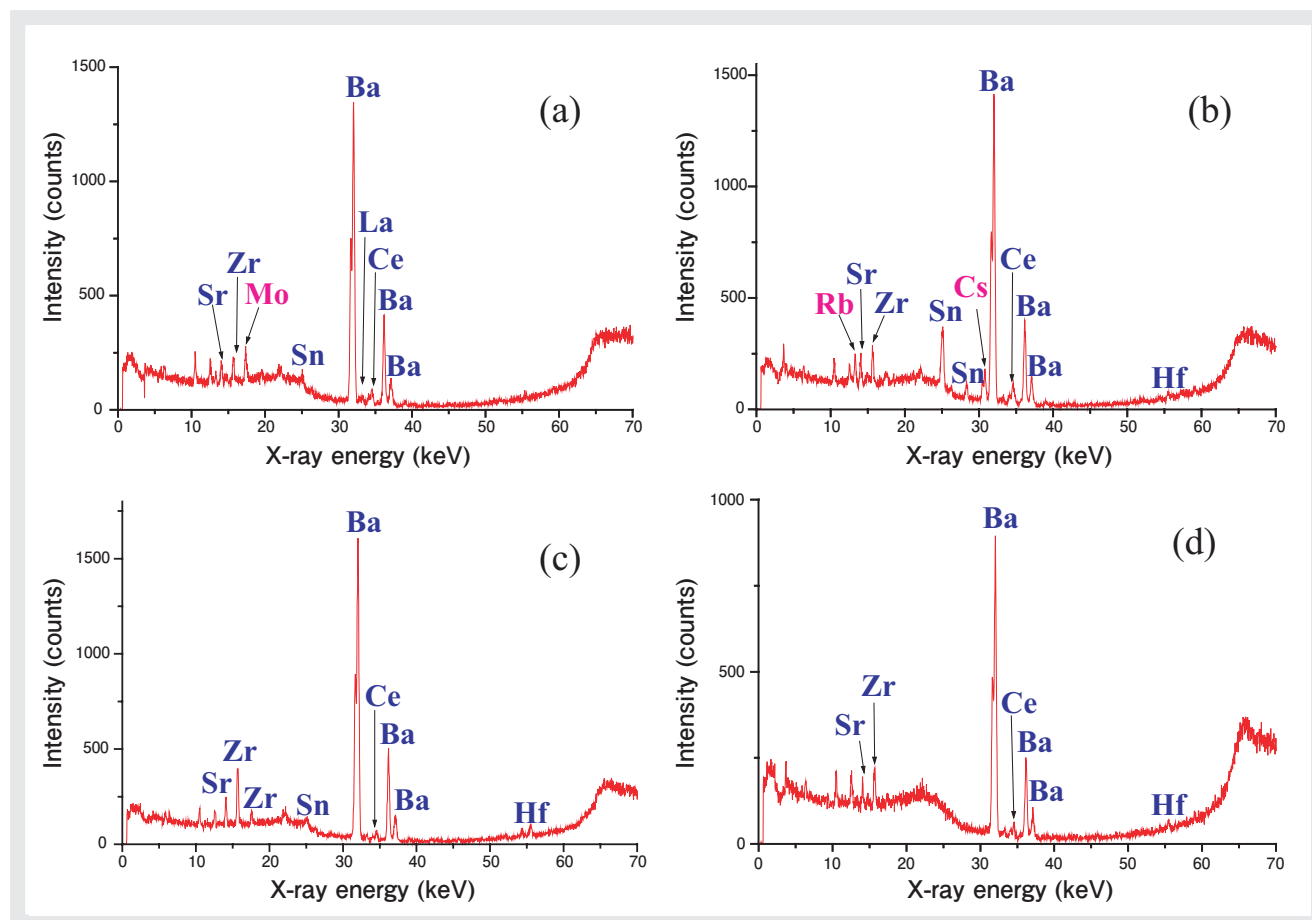 (a)
Intensity (counts)
1500
1000
500
0
Ba
La
Ce
Zr
Sr
Mo
Sn
Ba
Ba
0 10 20 30 40 50 60 70
X-ray energy (keV)
(b)
Intensity (counts)
1500
1000
500
0
Ba
Ce
Sr
Cs
Rb
Zr
Sn
Ba
Sn
Ba
Hf
0 10 20 30 40 50 60 70
X-ray energy (keV)
(c)
Intensity (counts)
1500
1000
500
0
Ba
Ce
Zr
Ba
Sr
Zr
Sn
Ba
Hf
0 10 20 30 40 50 60 70
X-ray energy (keV)
(d)
Intensity (counts)
1000
500
0
Ba
Zr
Ce
Sr
Ba
Ba
Hf
0 10 20 30 40 50 60 70
X-ray energy (keV)